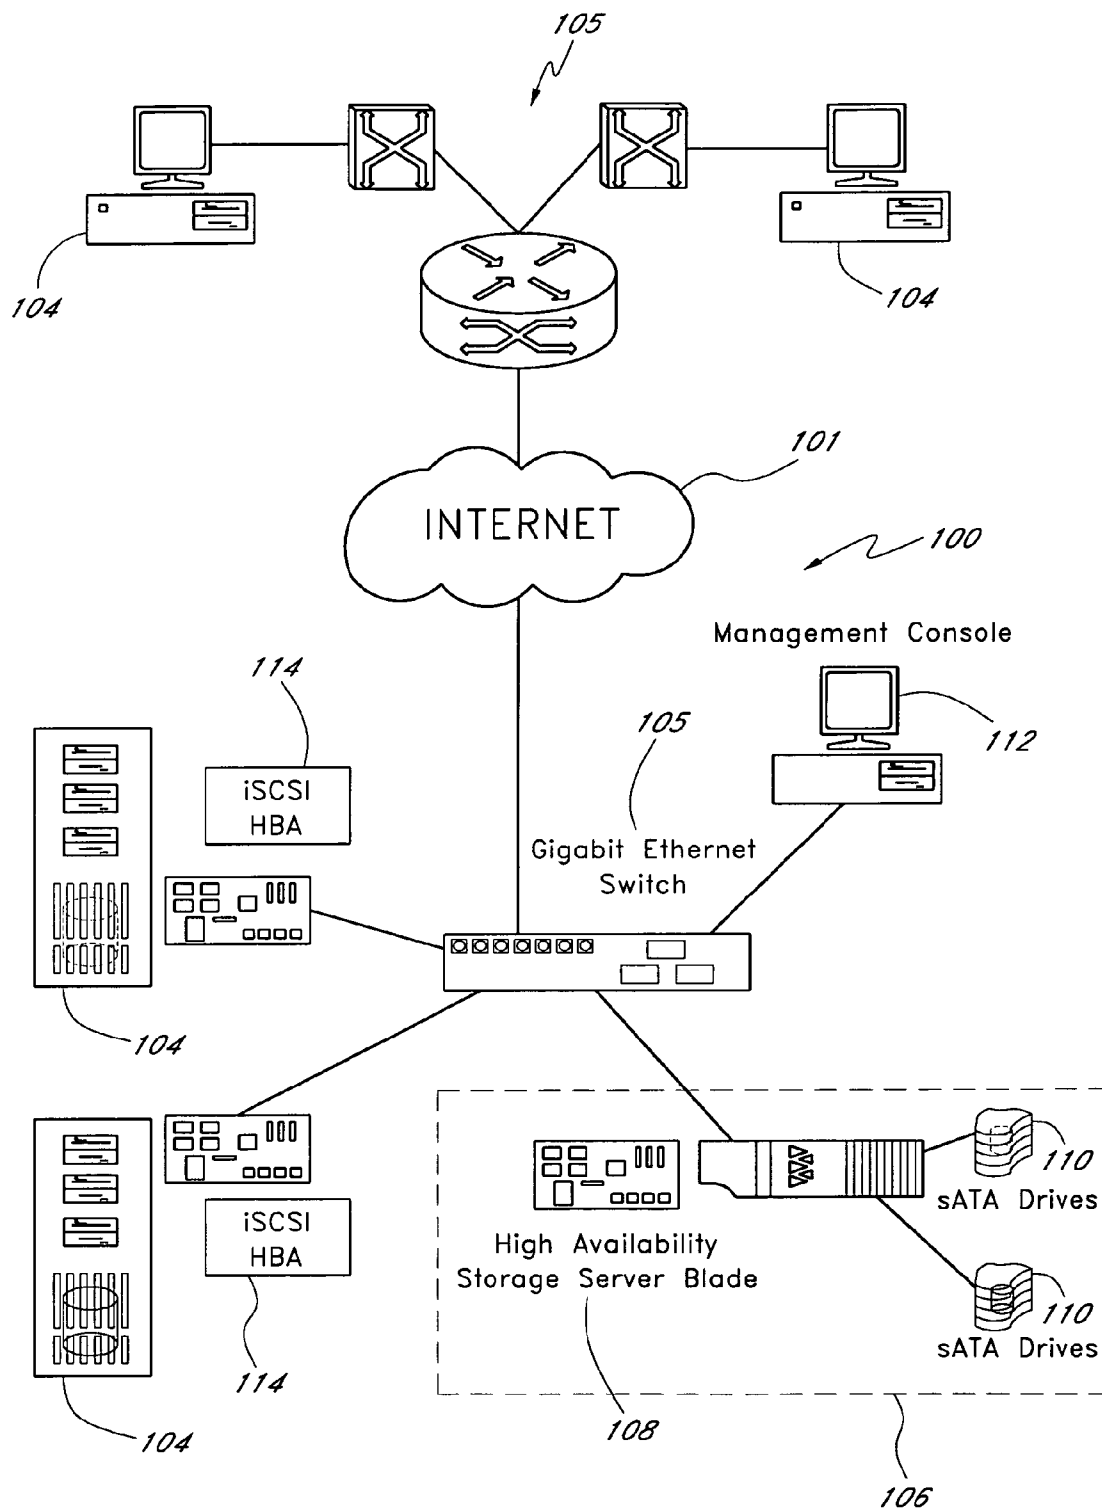 105
104
104
101
INTERNET
100
Management Console
114
112
105
iSCSI
HBA
Gigabit Ethernet
Switch
104
110
sATA Drives
iSCSI
HBA
High Availability
Storage Server Blade
110
sATA Drives
114
108
104
106